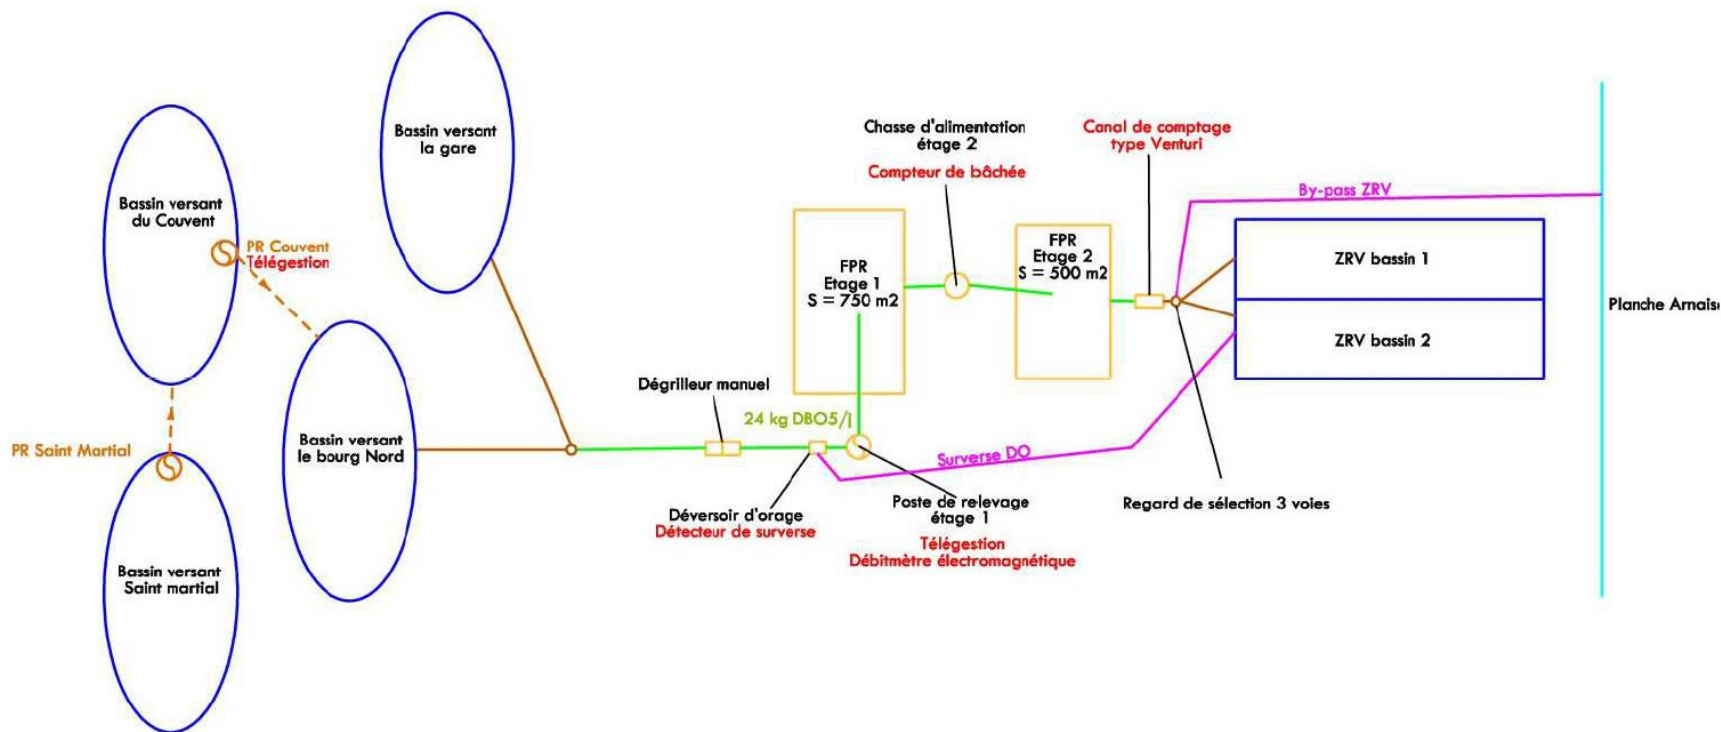 Bassin versant
la gare
Bassin versant
du Couvent
PR Couvent
Télégestion
Chasse d'alimentation
étage 2
Compteur de bâchée
Canal de comptage
type Venturi
By-pass ZRV
FPR
Etage 1
S = 750 m2
FPR
Etage 2
S = 500 m2
ZRV bassin 1
ZRV bassin 2
Planche Arnais
Dégrilleur manuel
24 kg DBO5/j
PR Saint Martial
Bassin versant
le bourg Nord
Surverse DO
Déversoir d'orage
Détecteur de surverse
Poste de relevage
étage 1
Télégestion
Débitmètre électromagnétique
Regard de sélection 3 voies
Bassin versant
Saint martial